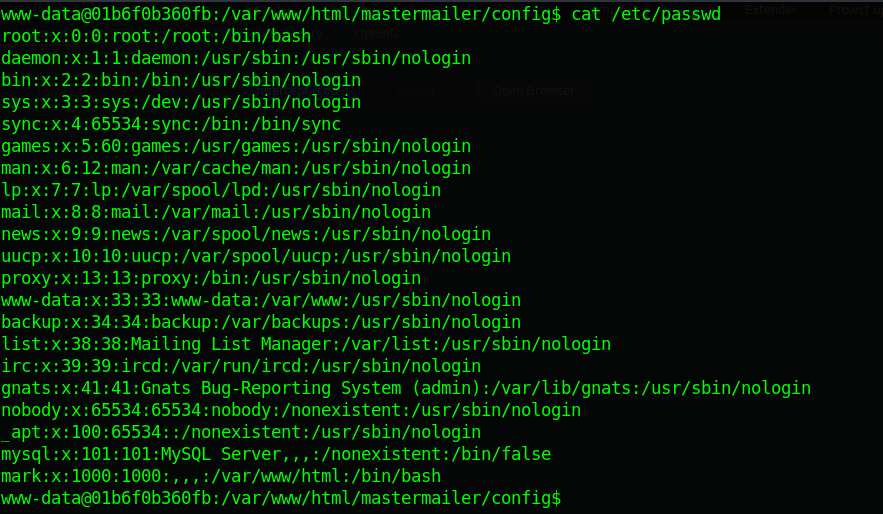 Extender Project op
www-data@01b6f0b360fb:/var/www/html/mastermailer/config$ cat /etc/passwd
root:x:0:0:root:/root:/bin/bash
Options
daemon:x:1:1:daemon:/usr/sbin:/usr/sbin/nologin
bin:x:2:2:bin:/bin:/usr/sbin/nologin
Action Open Browser
sys:x:3:3:sys:/dev:/usr/sbin/nologin
sync:x:4:65534:sync:/bin:/bin/sync
games:x:5:60:games:/usr/games:/usr/sbin/nologin
man:x:6:12:man:/var/cache/man:/usr/sbin/nologin
lp:x:7:7:lp:/var/spool/lpd:/usr/sbin/nologin
mail:x:8:8:mail:/var/mail:/usr/sbin/nologin
news:x:9:9:news:/var/spool/news:/usr/sbin/nologin
uucp:x:10:10:uucp:/var/spool/uucp:/usr/sbin/nologin
proxy:x:13:13:proxy:/bin:/usr/sbin/nologin
www-data:x:33:33:www-data:/var/www:/usr/sbin/nologin
backup:x:34:34:backup:/var/backups:/usr/sbin/nologin
list:x:38:38:Mailing List Manager:/var/list:/usr/sbin/nologin
irc:x:39:39:ircd:/var/run/ircd:/usr/sbin/nologin
gnats:x:41:41:Gnats Bug-Reporting System (admin):/var/lib/gnats:/usr/sbin/nologin
nobody:x:65534:65534:nobody:/nonexistent:/usr/sbin/nologin
_apt:x:100:65534::/nonexistent:/usr/sbin/nologin
mysql:x:101:101:MySQL Server,,,:/nonexistent:/bin/false
mark:x:1000:1000:,,,:/var/www/html:/bin/bash
www-data@01b6f0b360fb:/var/www/html/mastermailer/config$